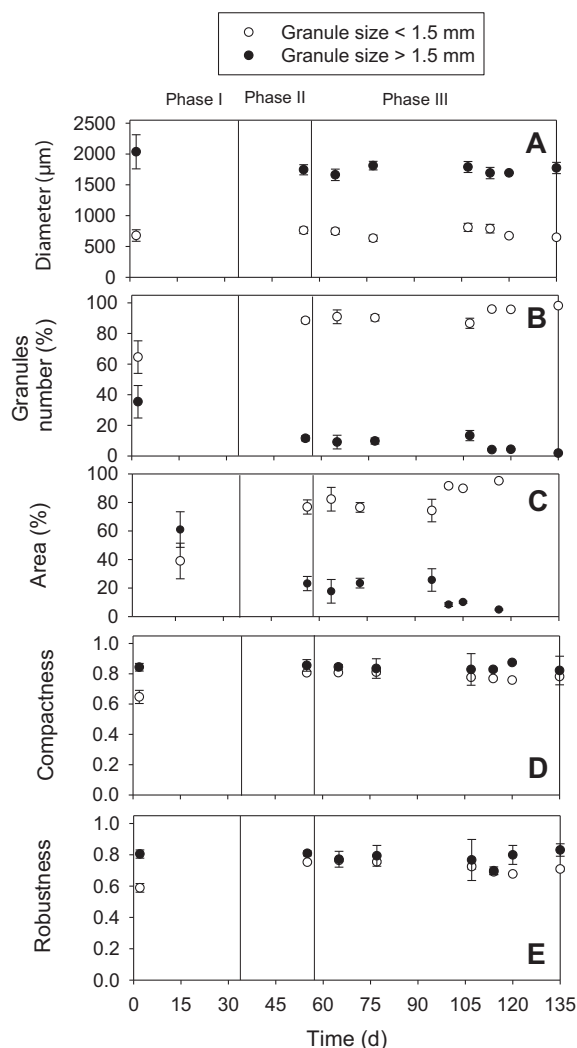 Granule size < 1.5 mm
Granule size > 1.5 mm
Phase I Phase II Phase III
A
Diameter (µm)
2500
2000
1500
1000
500
0
B
Granules
number (%)
100
80
60
40
20
0
C
Area (%)
100
80
60
40
20
0
D
Compactness
1.0
0.8
0.6
0.4
0.2
0.0
E
Robustness
1.0
0.8
0.6
0.4
0.2
0.0
0 15 30 45 60 75 90 105 120 135
Time (d)